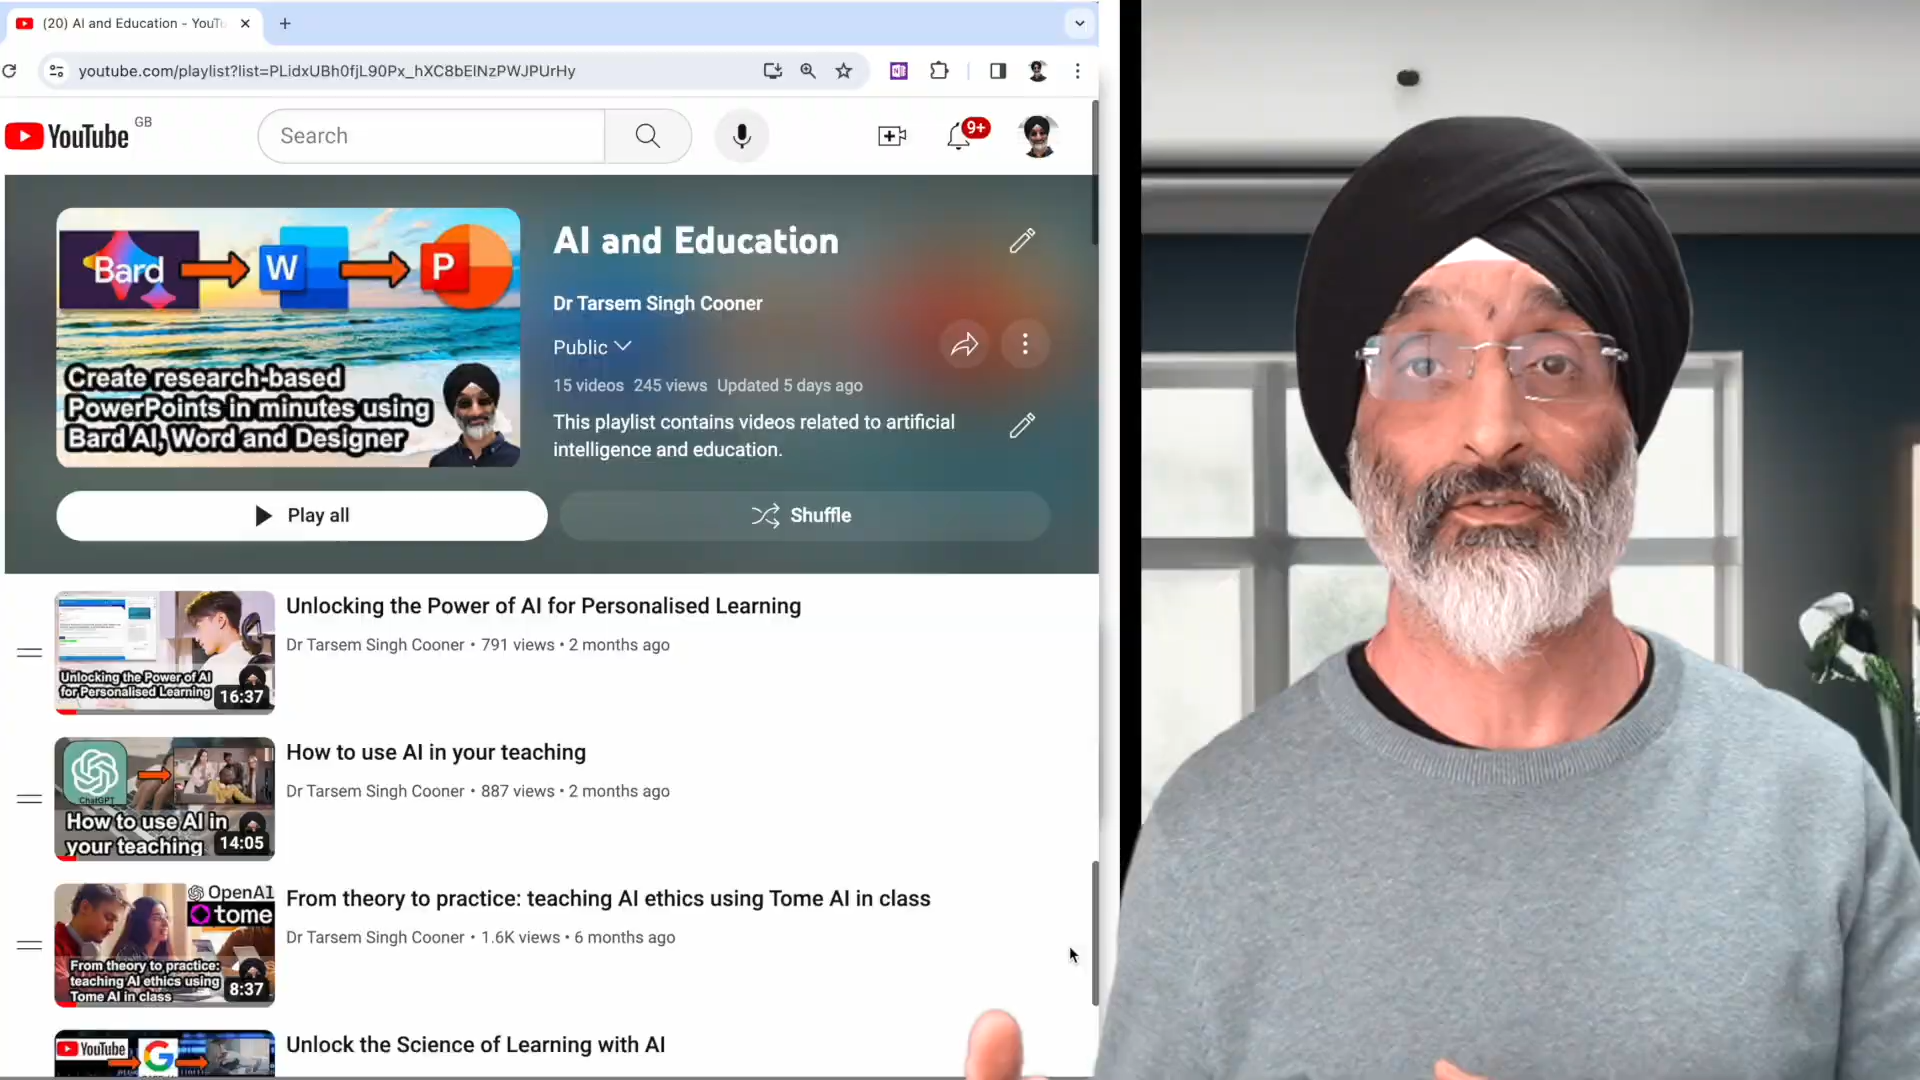 (20) AI and Education - YouTu
youtube.com/playlist?list=PLidxUBh0fjL90Px_hXC8bEINzPWJPUrHy
YouTube GB
Search
9+
Bard W P
Create research-based
PowerPoints in minutes using
Bard AI, Word and Designer
AI and Education
Dr Tarsem Singh Cooner
Public
15 videos 245 views Updated 5 days ago
This playlist contains videos related to artificial
intelligence and education.
Play all
Shuffle
Unlocking the Power of AI
for Personalised Learning
16:37
Unlocking the Power of AI for Personalised Learning
Dr Tarsem Singh Cooner • 791 views • 2 months ago
ChatGPT
How to use AI in
your teaching
14:05
How to use AI in your teaching
Dr Tarsem Singh Cooner • 887 views • 2 months ago
OpenAI
tome
From theory to practice:
teaching AI ethics using
Tome AI in class
8:37
From theory to practice: teaching AI ethics using Tome AI in class
Dr Tarsem Singh Cooner • 1.6K views • 6 months ago
YouTube
Unlock the Science of Learning with AI